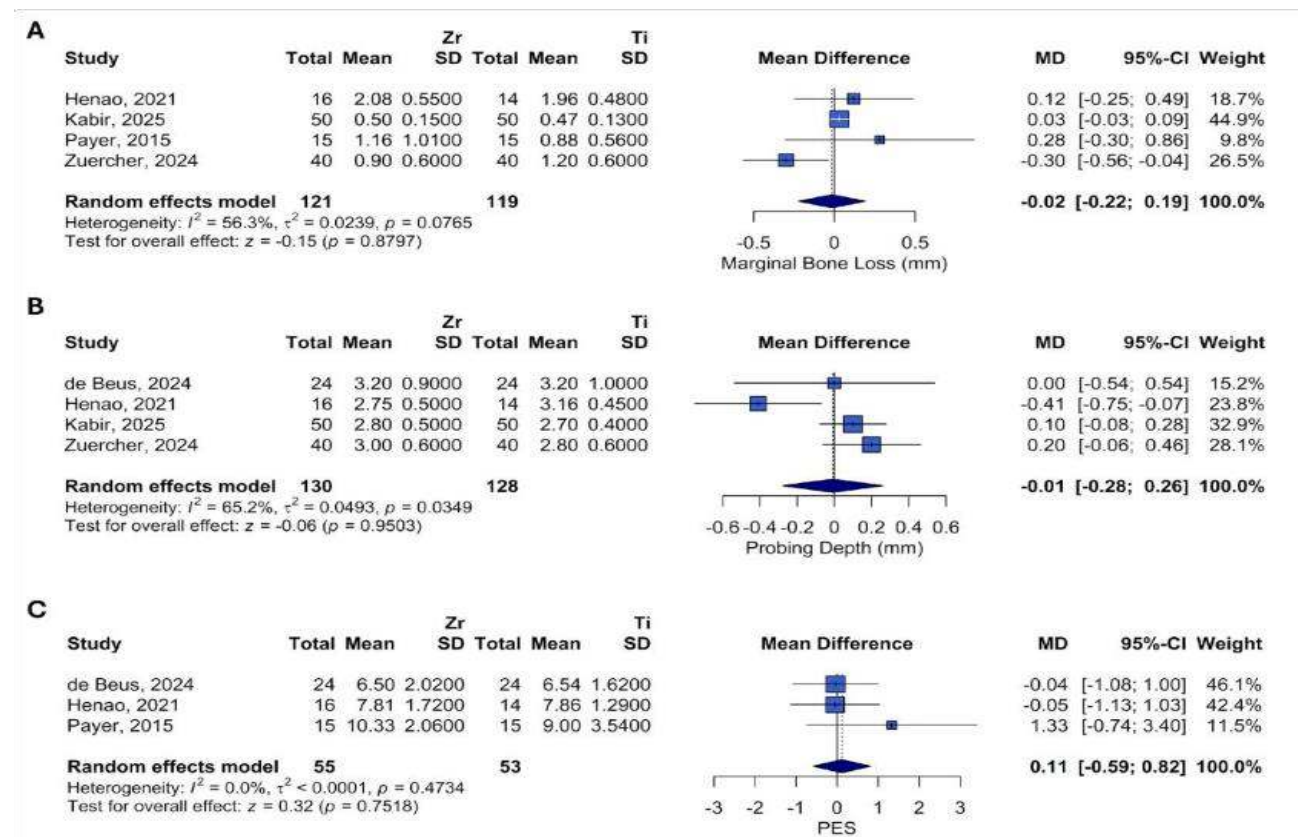 A
Zr Ti
Study Total Mean SD Total Mean SD Mean Difference MD 95%-CI Weight
Henao, 2021 16 2.08 0.5500 14 1.96 0.4800 0.12 [-0.25; 0.49] 18.7%
Kabir, 2025 50 0.50 0.1500 50 0.47 0.1300 0.03 [-0.03; 0.09] 44.9%
Payer, 2015 15 1.16 1.0100 15 0.88 0.5600 0.28 [-0.30; 0.86] 9.8%
Zuercher, 2024 40 0.90 0.6000 40 1.20 0.6000 -0.30 [-0.56; -0.04] 26.5%
Random effects model 121 119 -0.02 [-0.22; 0.19] 100.0%
Heterogeneity: I² = 56.3%, τ² = 0.0239, p = 0.0765
Test for overall effect: z = -0.15 (p = 0.8797)
-0.5 0 0.5
Marginal Bone Loss (mm)
B
Zr Ti
Study Total Mean SD Total Mean SD Mean Difference MD 95%-CI Weight
de Beus, 2024 24 3.20 0.9000 24 3.20 1.0000 0.00 [-0.54; 0.54] 15.2%
Henao, 2021 16 2.75 0.5000 14 3.16 0.4500 -0.41 [-0.75; -0.07] 23.8%
Kabir, 2025 50 2.80 0.5000 50 2.70 0.4000 0.10 [-0.08; 0.28] 32.9%
Zuercher, 2024 40 3.00 0.6000 40 2.80 0.6000 0.20 [-0.06; 0.46] 28.1%
Random effects model 130 128 -0.01 [-0.28; 0.26] 100.0%
Heterogeneity: I² = 65.2%, τ² = 0.0493, p = 0.0349
Test for overall effect: z = -0.06 (p = 0.9503)
-0.6 -0.4 -0.2 0 0.2 0.4 0.6
Probing Depth (mm)
C
Zr Ti
Study Total Mean SD Total Mean SD Mean Difference MD 95%-CI Weight
de Beus, 2024 24 6.50 2.0200 24 6.54 1.6200 -0.04 [-1.08; 1.00] 46.1%
Henao, 2021 16 7.81 1.7200 14 7.86 1.2900 -0.05 [-1.13; 1.03] 42.4%
Payer, 2015 15 10.33 2.0600 15 9.00 3.5400 1.33 [-0.74; 3.40] 11.5%
Random effects model 55 53 0.11 [-0.59; 0.82] 100.0%
Heterogeneity: I² = 0.0%, τ² < 0.0001, p = 0.4734
Test for overall effect: z = 0.32 (p = 0.7518)
-3 -2 -1 0 1 2 3
PES